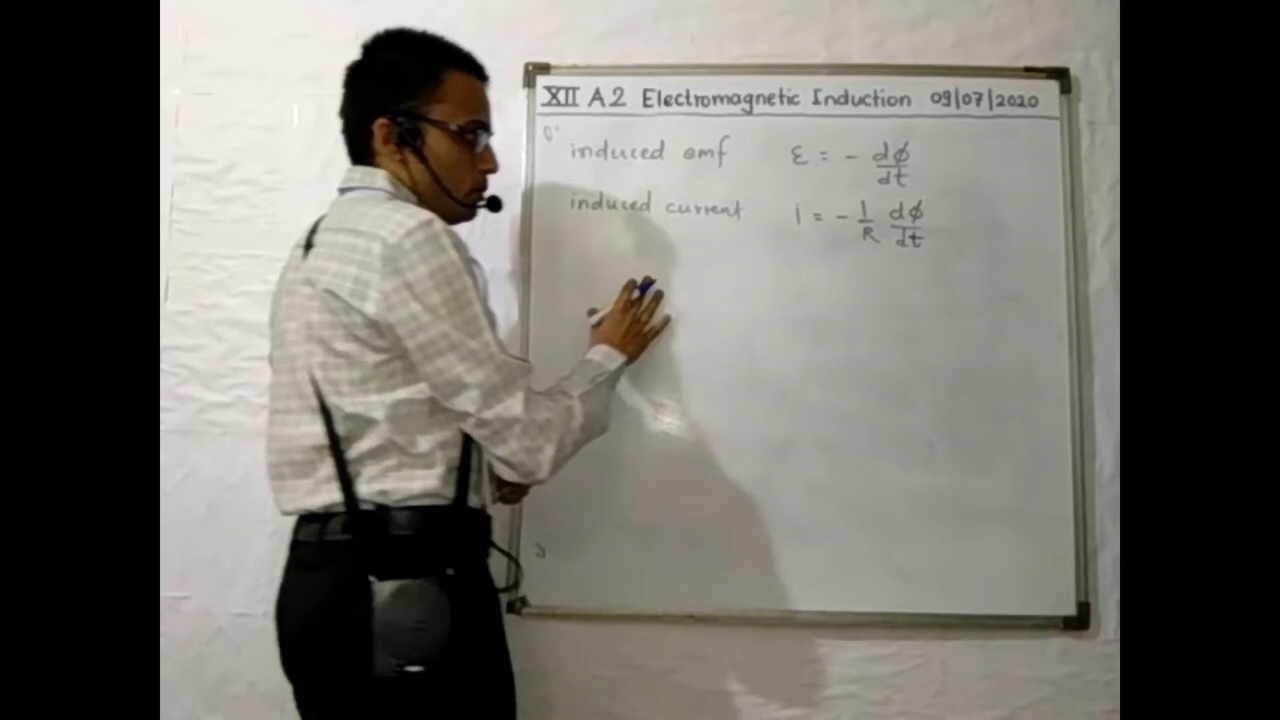 XII A2 Electromagnetic Induction 09/07/2020
induced emf ε = - dϕ/dt
induced current i = - 1/R dϕ/dt